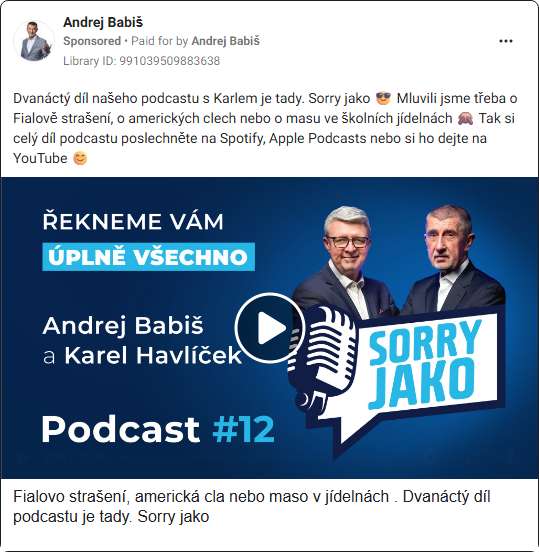 Andrej Babiš
Sponsored • Paid for by Andrej Babiš
Library ID: 991039509883638
Dvanáctý díl našeho podcastu s Karlem je tady. Sorry jako 😎 Mluvili jsme třeba o
Fialově strašení, o amerických clech nebo o masu ve školních jídelnách 🙈 Tak si
celý díl podcastu poslechněte na Spotify, Apple Podcasts nebo si ho dejte na
YouTube 😊
ŘEKNEME VÁM
ÚPLNĚ VŠECHNO
Andrej Babiš
a Karel Havlíček
SORRY
JAKO
Podcast #12
Fialovo strašení, americká cla nebo maso v jídelnách . Dvanáctý díl
podcastu je tady. Sorry jako